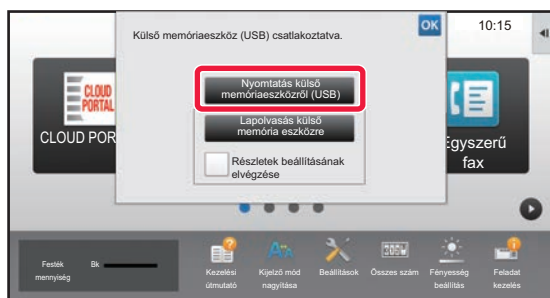 10:15
Külső memóriaeszköz (USB) csatlakoztatva.
OK
Nyomtatás külső
memóriaeszközről (USB)
Lapolvasás külső
memória eszközre
Részletek beállításának
elvégzése
CLOUD
PORTAL
CLOUD POR
Egyszerű
fax
Festék
mennyiség
Bk
Kezelési
útmutató
Kijelző mód
nagyítása
Beállítások
Összes szám
Fényesség
beállítás
Feladat
kezelés